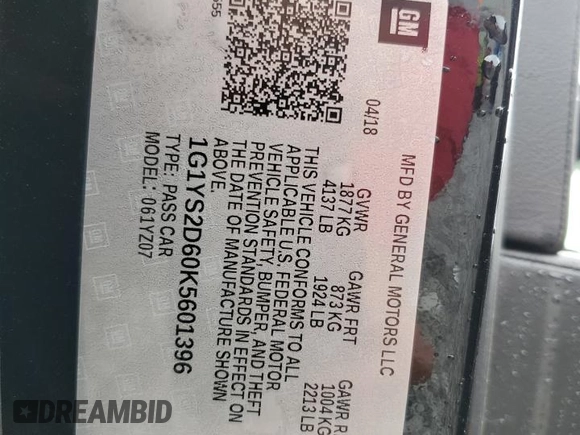 GM
MFD BY GENERAL MOTORS LLC
04/18
GVWR GAWR FRT GAWR R
1877 KG 873 KG 1004 KG
4137 LB 1924 LB 2213 LB
THIS VEHICLE CONFORMS TO ALL
APPLICABLE U.S. FEDERAL MOTOR
VEHICLE SAFETY, BUMPER, AND THEFT
PREVENTION STANDARDS IN EFFECT ON
THE DATE OF MANUFACTURE SHOWN
ABOVE.
1G1YS2D60K5601396
TYPE: PASS CAR
MODEL: 061YZ07
DREAMBID